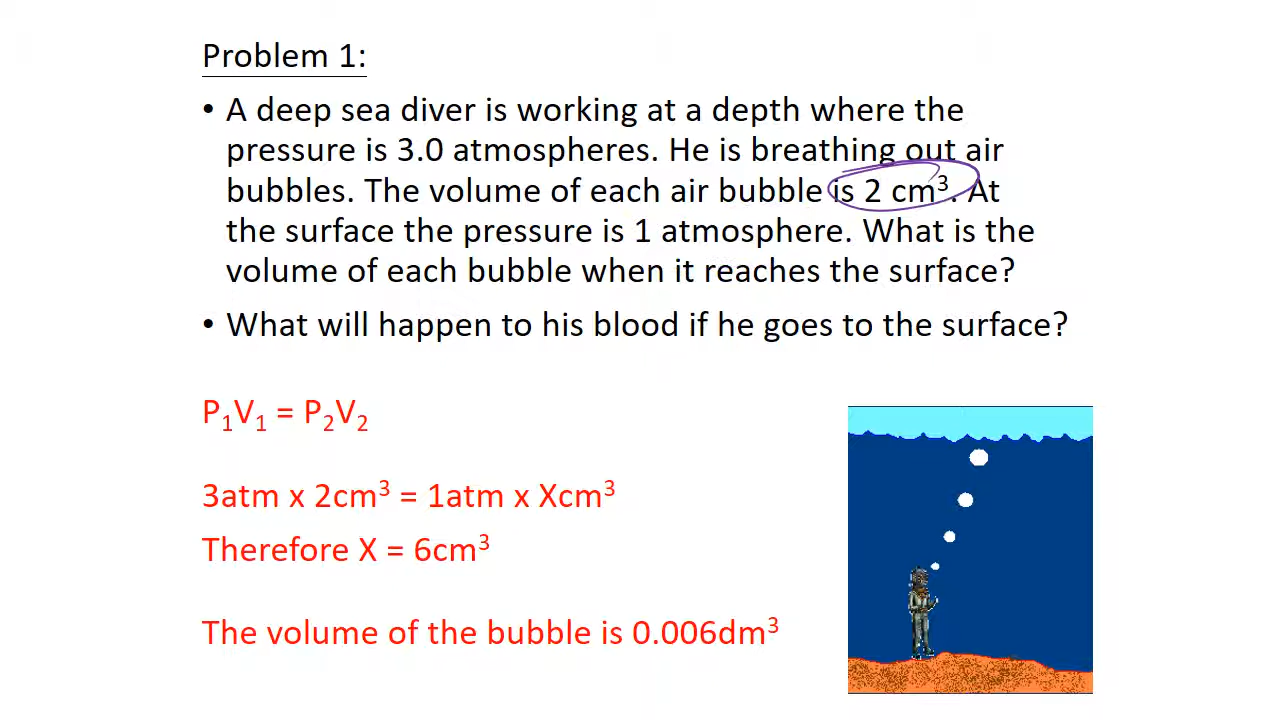 Problem 1:
• A deep sea diver is working at a depth where the
pressure is 3.0 atmospheres. He is breathing out air
bubbles. The volume of each air bubble is 2 cm³. At
the surface the pressure is 1 atmosphere. What is the
volume of each bubble when it reaches the surface?
• What will happen to his blood if he goes to the surface?
P₁V₁ = P₂V₂
3atm x 2cm³ = 1atm x Xcm³
Therefore X = 6cm³
The volume of the bubble is 0.006dm³